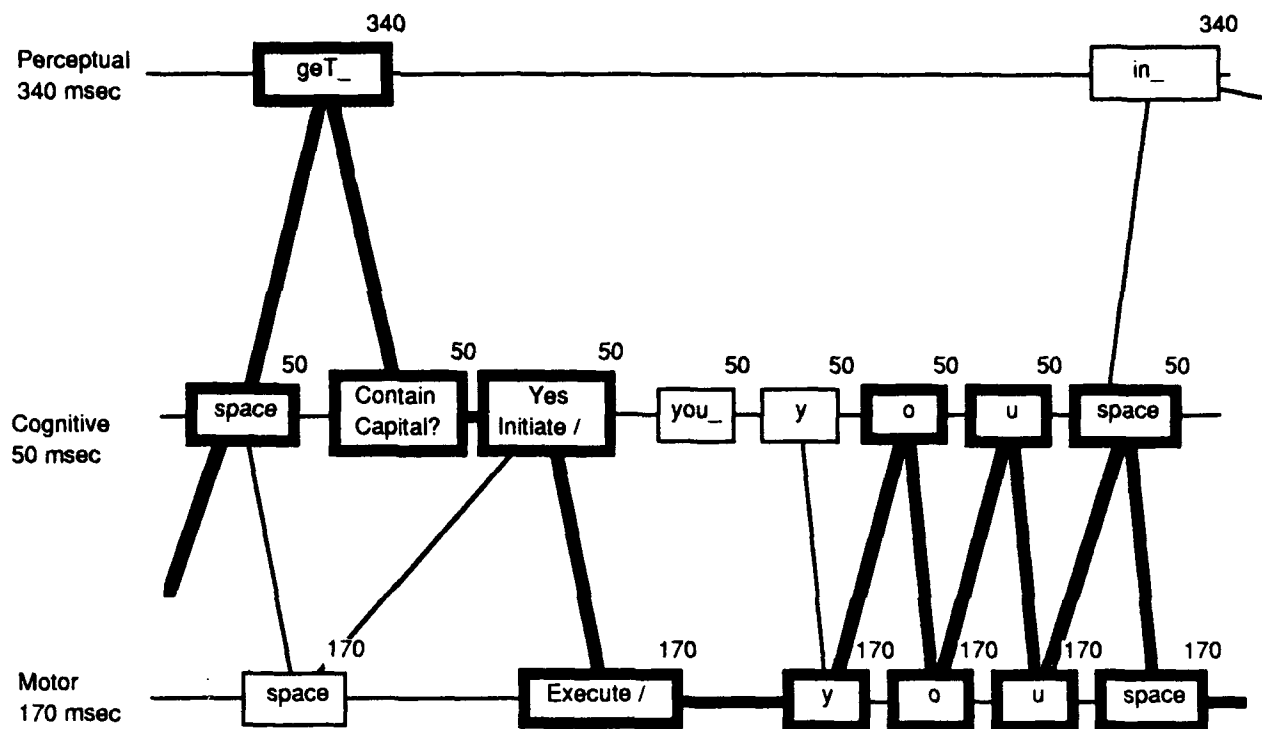 340
340
Perceptual
340 msec
geT_
in_
50
50
50
50
50
50
50
50
Cognitive
50 msec
space
Contain
Capital?
Yes
Initiate /
you_
y
o
u
space
170
170
170
170
170
170
Motor
170 msec
space
Execute /
y
o
u
space